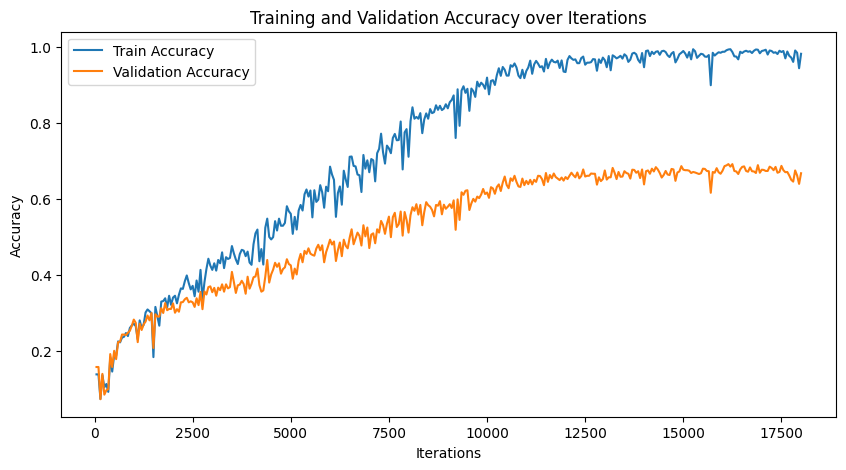 Training and Validation Accuracy over Iterations
Train Accuracy
Validation Accuracy
Accuracy
1.0
0.8
0.6
0.4
0.2
0
2500
5000
7500
10000
12500
15000
17500
Iterations